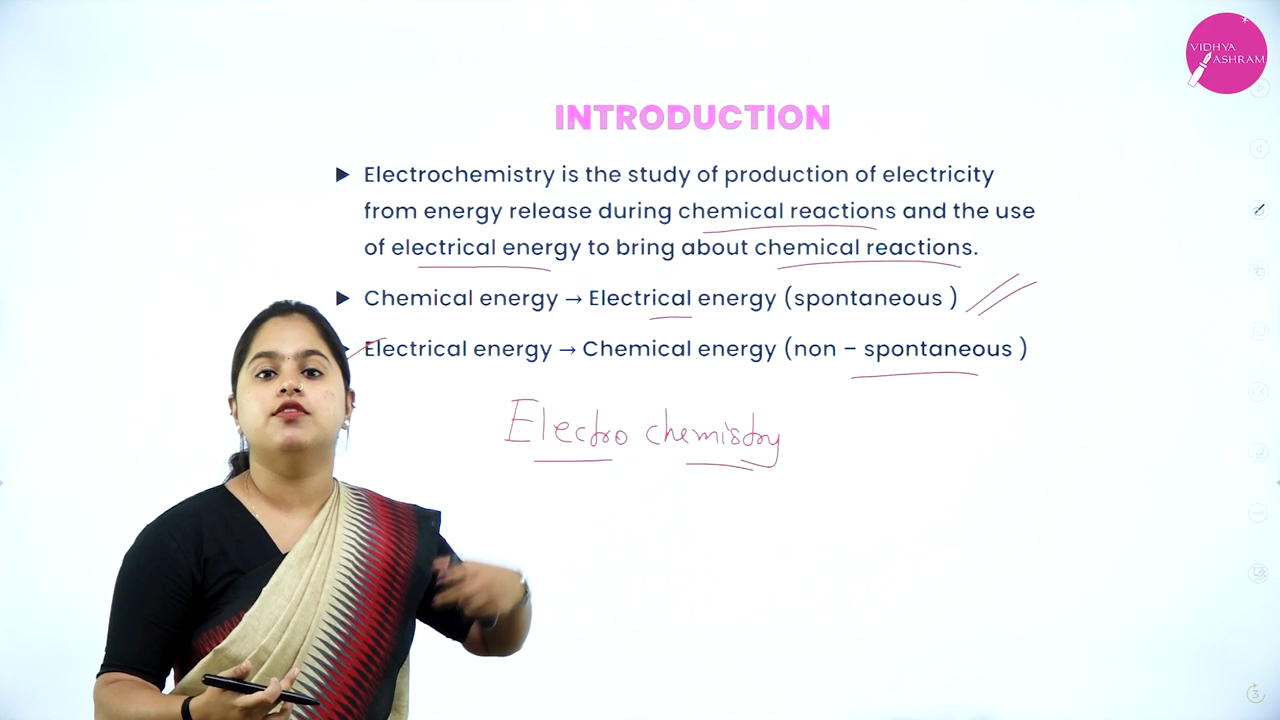 VIDHYA
ASHRAM
INTRODUCTION
Electrochemistry is the study of production of electricity
from energy release during chemical reactions and the use
of electrical energy to bring about chemical reactions.
Chemical energy → Electrical energy (spontaneous )
Electrical energy → Chemical energy (non – spontaneous )
Electro chemistry
3